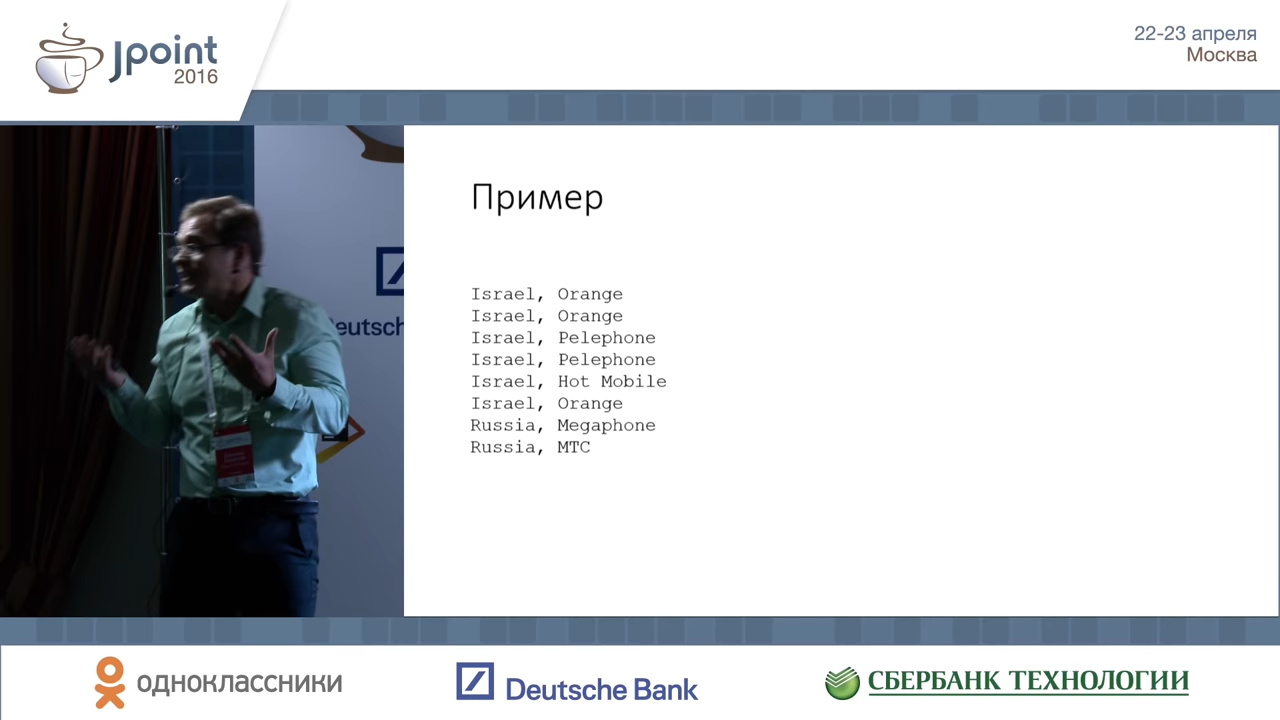 Jpoint
2016
22-23 апреля
Москва
Пример
Israel, Orange
Israel, Orange
Israel, Pelephone
Israel, Pelephone
Israel, Hot Mobile
Israel, Orange
Russia, Megaphone
Russia, МТС
одноклассники
Deutsche Bank
СБЕРБАНК ТЕХНОЛОГИИ